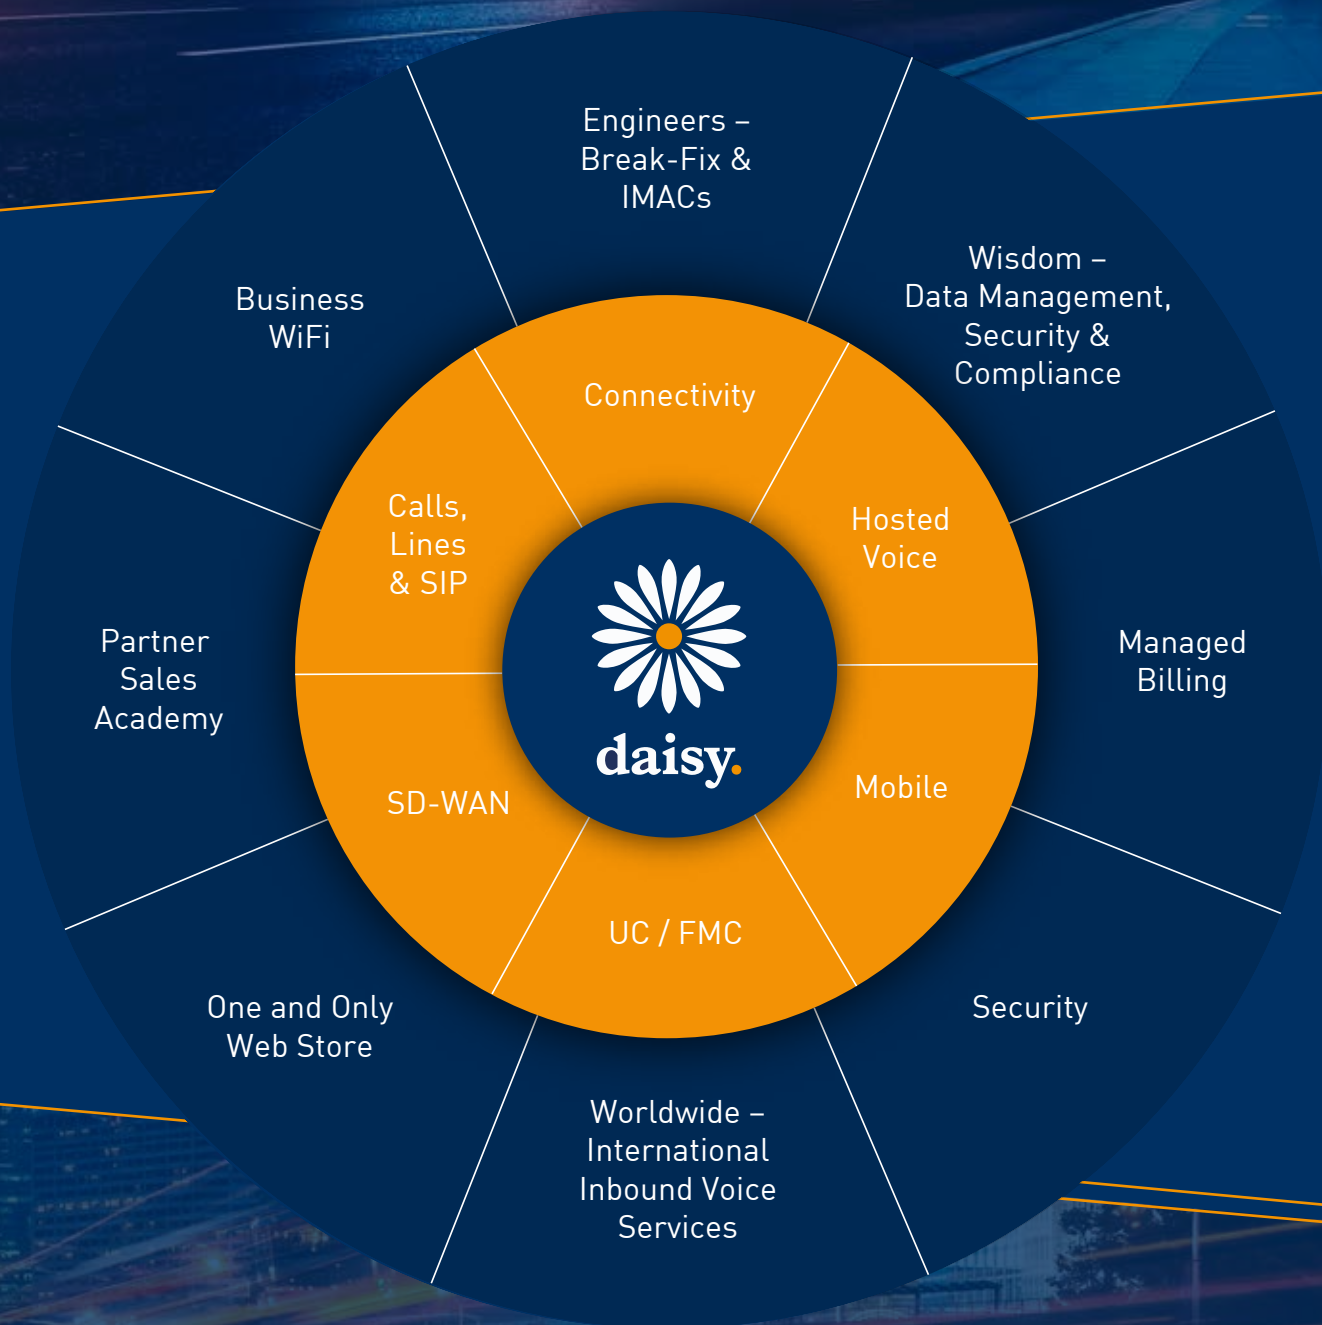 Engineers –
Break-Fix &
IMACs
Wisdom –
Data Management,
Security &
Compliance
Managed
Billing
Security
Worldwide –
International
Inbound Voice
Services
One and Only
Web Store
Partner
Sales
Academy
Business
WiFi
Connectivity
Hosted
Voice
Mobile
UC / FMC
SD-WAN
Calls,
Lines
& SIP
daisy.